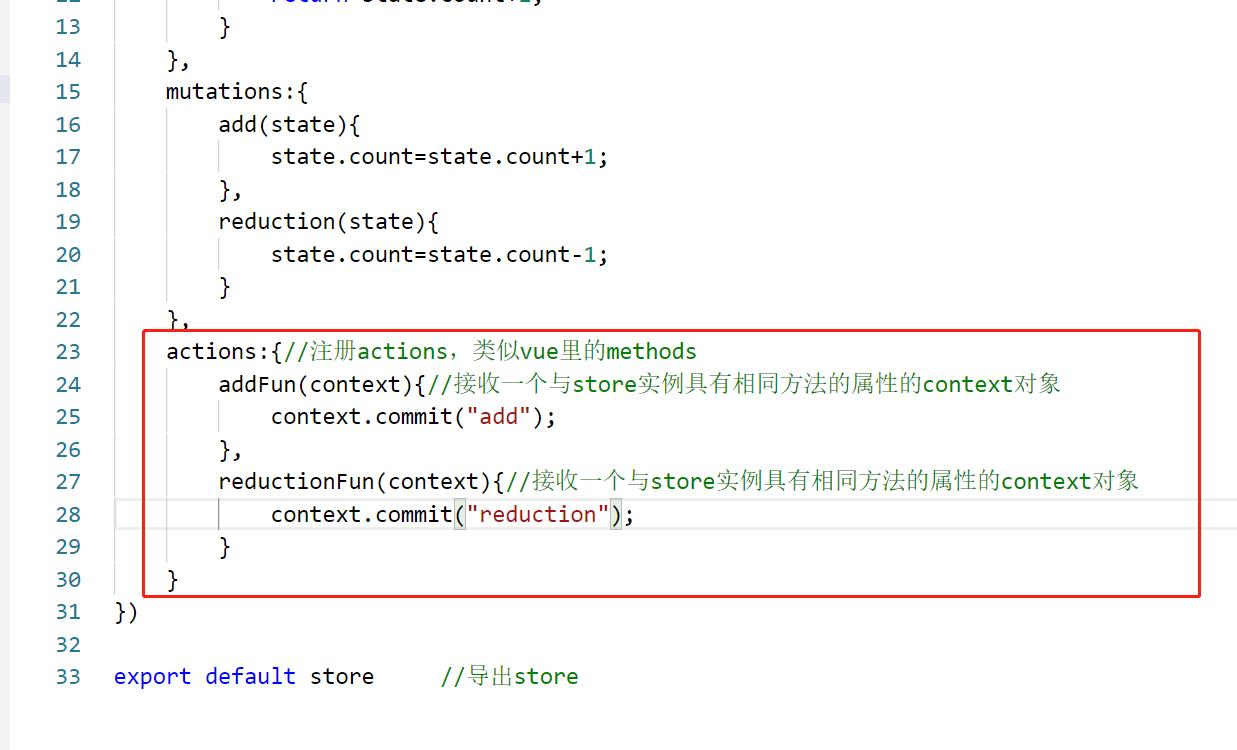 13 }
14 },
15 mutations:{
16 add(state){
17 state.count=state.count+1;
18 },
19 reduction(state){
20 state.count=state.count-1;
21 }
22 },
23 actions:{//注册actions，类似vue里的methods
24 addFun(context){//接收一个与store实例具有相同方法的属性的context对象
25 context.commit("add");
26 },
27 reductionFun(context){//接收一个与store实例具有相同方法的属性的context对象
28 context.commit("reduction");
29 }
30 }
31 })
32
33 export default store //导出store